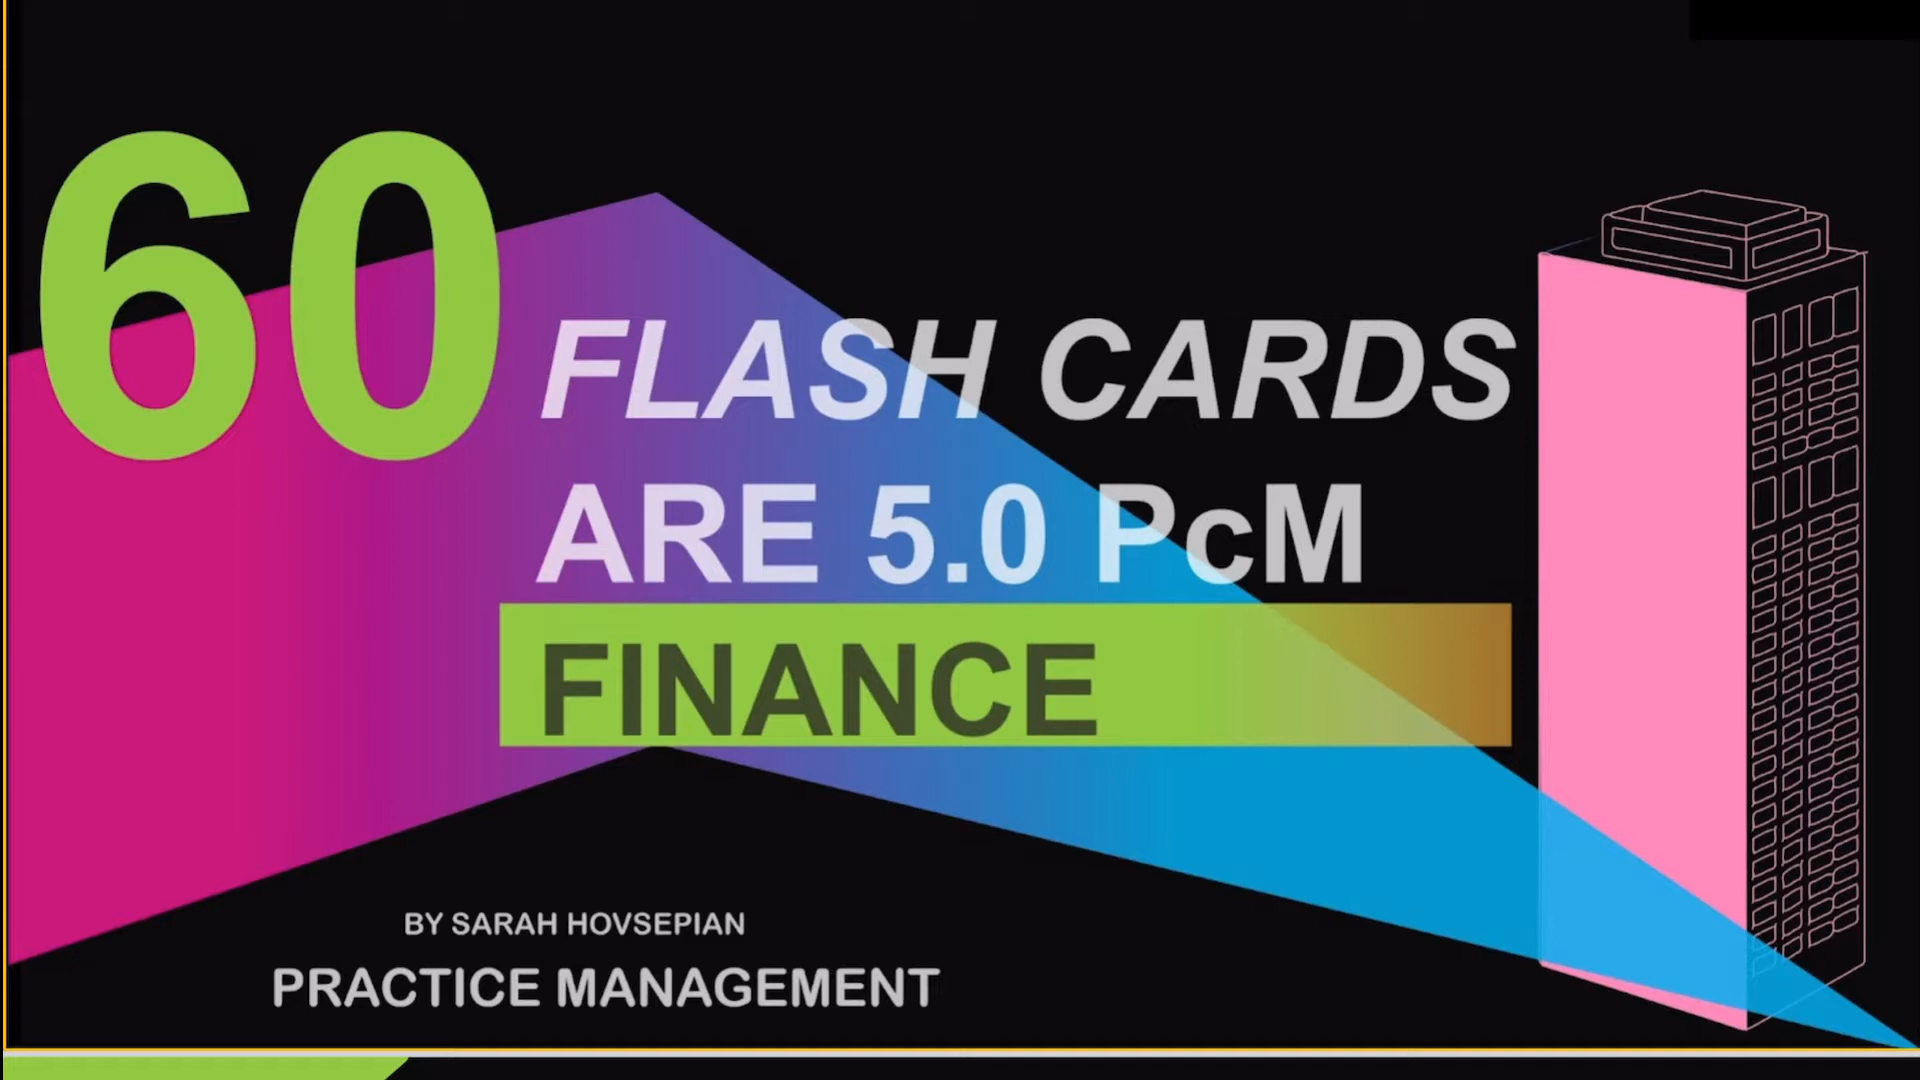 60
FLASH CARDS
ARE 5.0 PcM
FINANCE
BY SARAH HOVSEPIAN
PRACTICE MANAGEMENT